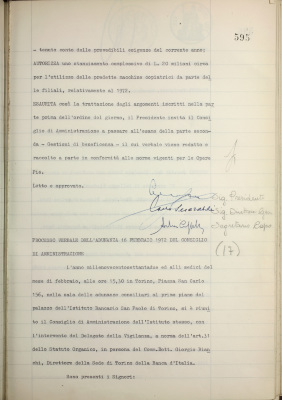 595
- tenuto conto delle prevedibili esigenze del corrente anno;
AUTORIZZA uno stanziamento complessivo di L. 20 milioni circa
per l'utilizzo delle predette macchine copiatrici da parte del
le filiali, relativamente al 1972.
ESAURITA così la trattazione degli argomenti iscritti nella par
te prima dell'ordine del giorno, il Presidente invita il Consi
glio di Amministrazione a passare all'esame della parte secon-
da - Gestioni di Beneficenza - il cui verbale viene redatto e
raccolto a parte in conformità alle norme vigenti per le Opere
Pie.
Letto e approvato.
(17)
PROCESSO VERBALE DELL'ADUNANZA 16 FEBBRAIO 1972 DEL CONSIGLIO
DI AMMINISTRAZIONE
L'anno millenovecentosettantadue ed alli sedici del
mese di febbraio, alle ore 15,30 in Torino, Piazza San Carlo
156, nella sala delle adunanze consiliari al primo piano del
palazzo dell'Istituto Bancario San Paolo di Torino, si è riuni
to il Consiglio di Amministrazione dell'Istituto stesso, con
l'intervento del Delegato della Vigilanza, a norma dell'art.
dello Statuto Organico, in persona del Comm. Dott. Giorgio
Direttore della Sede di Torino della Banca d'Italia.
Sono presenti i Signori: